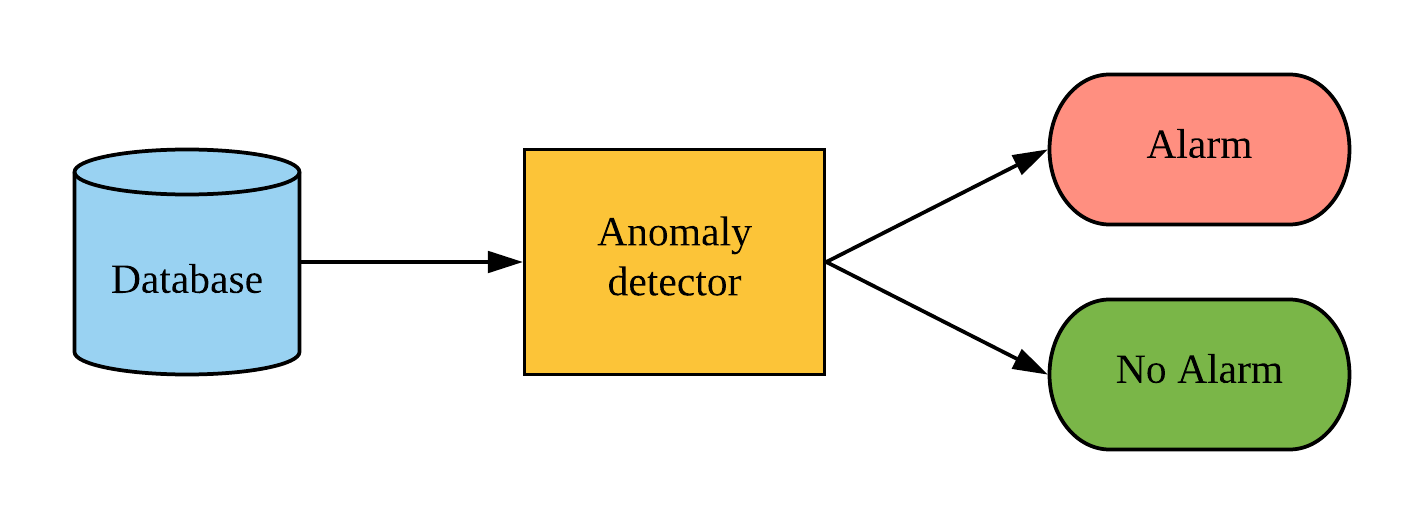 Database
Anomaly
detector
Alarm
No Alarm